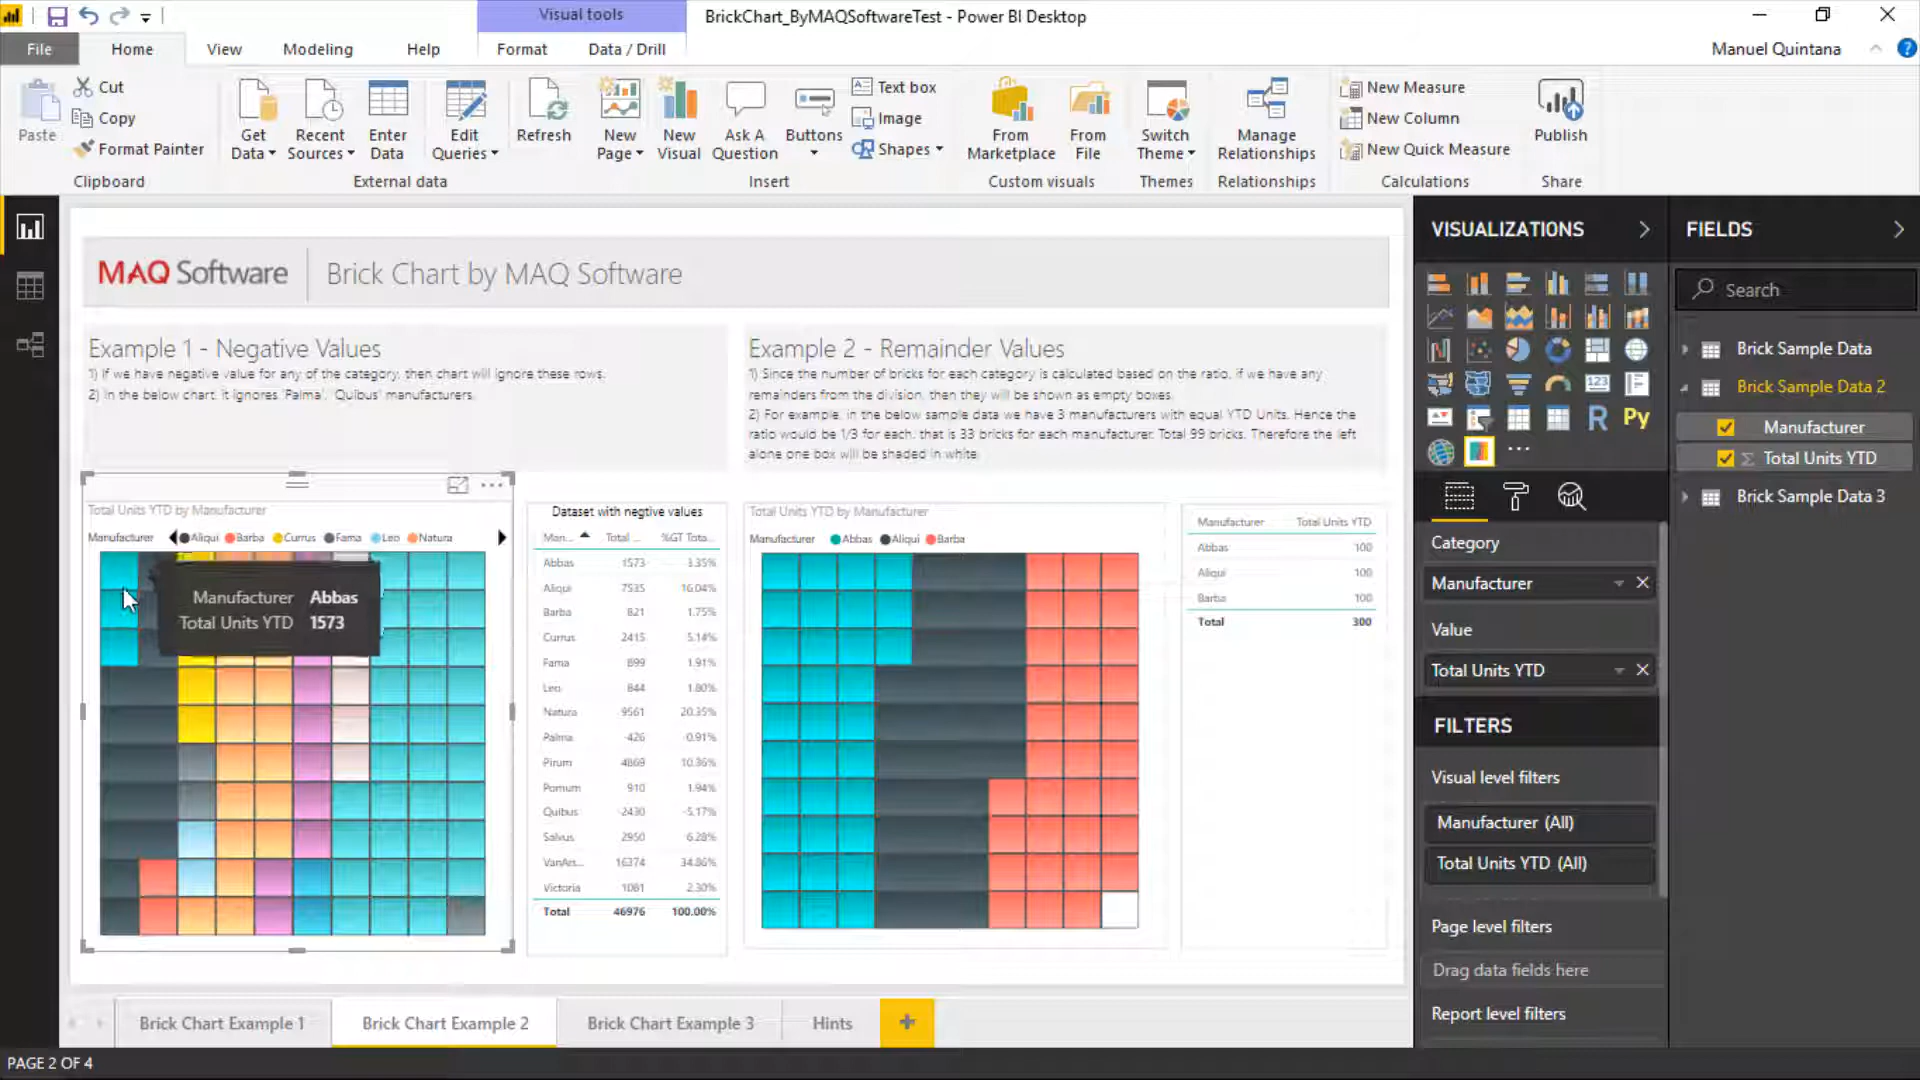 Visual tools
BrickChart_ByMAQSoftwareTest - Power BI Desktop
File
Home
View
Modeling
Help
Format
Data / Drill
Manuel Quintana
?
Paste
Cut
Copy
Format Painter
Clipboard
Get Data
Recent Sources
Enter Data
Edit Queries
Refresh
External data
New Page
New Visual
Ask A Question
Buttons
Text box
Image
Shapes
Insert
From Marketplace
From File
Custom visuals
Switch Theme
Themes
Manage Relationships
Relationships
New Measure
New Column
New Quick Measure
Calculations
Publish
Share
MAQ Software
Brick Chart by MAQ Software
Example 1 - Negative Values
1) If we have negative value for any of the category, then chart will ignore these rows.
2) In the below chart, it ignores 'Palma', 'Quibus' manufacturers.
Example 2 - Remainder Values
1) Since the number of bricks for each category is calculated based on the ratio, if we have any
remainders from the division, then they will be shown as empty boxes.
2) For example, in the below sample data we have 3 manufacturers with equal YTD Units. Hence the
ratio would be 1/3 for each, that is 33 bricks for each manufacturer. Total 99 bricks. Therefore the left
alone one box will be shaded in white.
Total Units YTD by Manufacturer
Manufacturer Aliqui Barba Currus Fama Leo Natura
Manufacturer Abbas
Total Units YTD 1573
Dataset with negtive values
Man... Total ... %GT Tota...
Abbas 1573 3.35%
Aliqui 7535 16.04%
Barba 821 1.75%
Currus 2415 5.14%
Fama 899 1.91%
Leo 844 1.80%
Natura 9561 20.35%
Palma -426 -0.91%
Pirum 4869 10.36%
Pomum 910 1.94%
Quibus -2430 -5.17%
Salvus 2950 6.28%
VanArs... 16374 34.86%
Victoria 1081 2.30%
Total 46976 100.00%
Total Units YTD by Manufacturer
Manufacturer Abbas Aliqui Barba
Manufacturer Total Units YTD
Abbas 100
Aliqui 100
Barba 100
Total 300
VISUALIZATIONS
123
R
Py
Category
Manufacturer
Value
Total Units YTD
FILTERS
Visual level filters
Manufacturer (All)
Total Units YTD (All)
Page level filters
Drag data fields here
Report level filters
FIELDS
Search
Brick Sample Data
Brick Sample Data 2
Manufacturer
Σ Total Units YTD
Brick Sample Data 3
Brick Chart Example 1
Brick Chart Example 2
Brick Chart Example 3
Hints
+
PAGE 2 OF 4